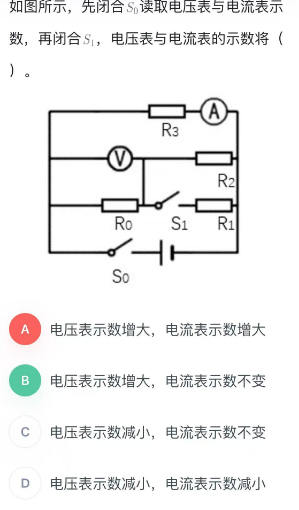 如图所示，先闭合S₀读取电压表与电流表示
数，再闭合S₁，电压表与电流表的示数将（
）。
A
R3
V
R2
R0
S1
R1
S0
A 电压表示数增大，电流表示数增大
B 电压表示数增大，电流表示数不变
C 电压表示数减小，电流表示数不变
D 电压表示数减小，电流表示数减小